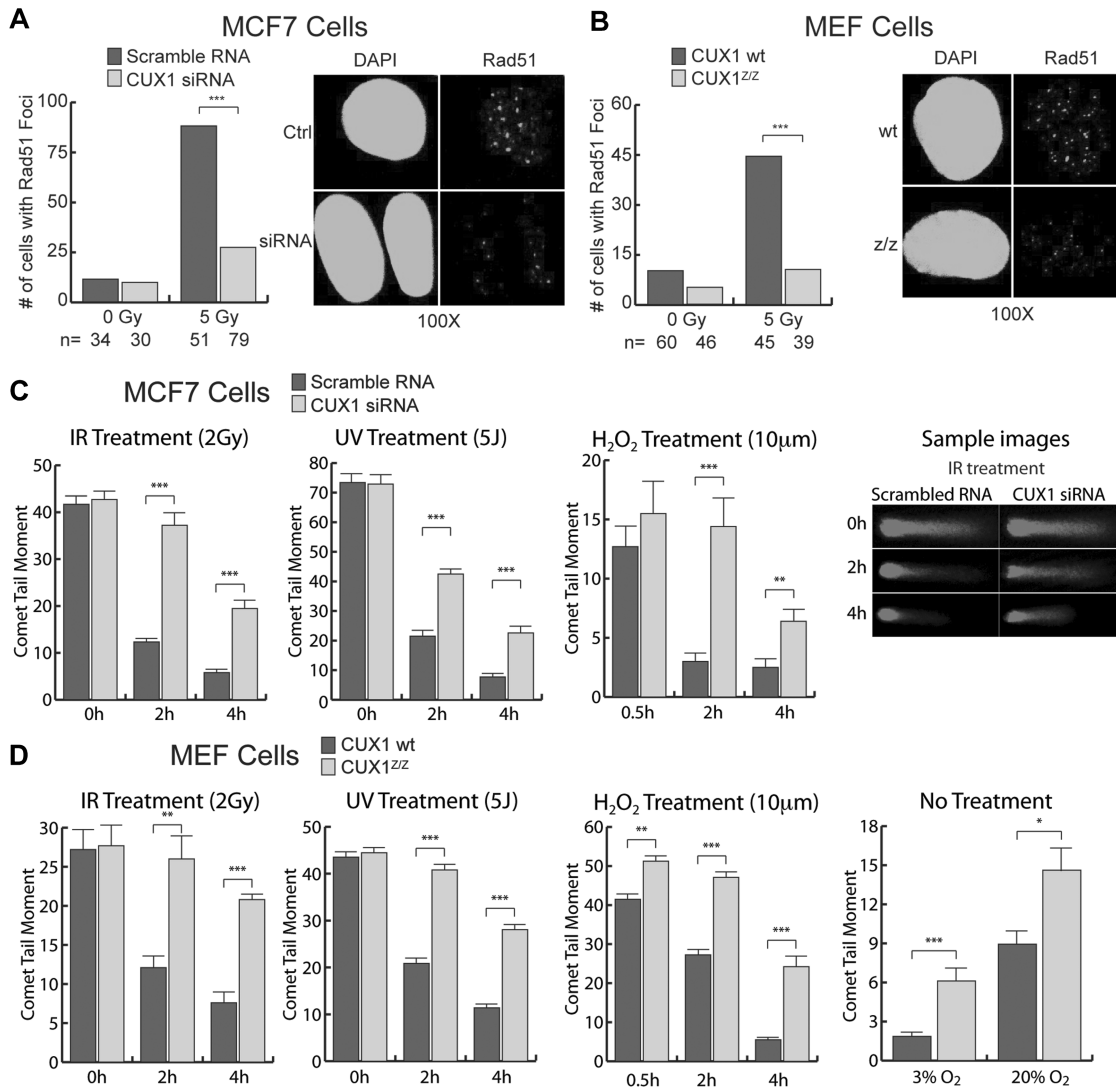 A
MCF7 Cells
Scramble RNA
CUX1 siRNA
# of cells with Rad51 Foci
100
75
50
25
0
***
0 Gy
5 Gy
n= 34 30 51 79
DAPI
Rad51
Ctrl
siRNA
100X
B
MEF Cells
CUX1 wt
CUX1Z/Z
# of cells with Rad51 Foci
60
45
30
15
0
***
0 Gy
5 Gy
n= 60 46 45 39
DAPI
Rad51
wt
z/z
100X
C
MCF7 Cells
Scramble RNA
CUX1 siRNA
IR Treatment (2Gy)
Comet Tail Moment
50
40
30
20
10
0
***
***
0h 2h 4h
UV Treatment (5J)
Comet Tail Moment
80
70
60
50
40
30
20
10
0
***
***
0h 2h 4h
H2O2 Treatment (10μm)
Comet Tail Moment
20
15
10
5
0
***
**
0.5h 2h 4h
Sample images
IR treatment
Scrambled RNA CUX1 siRNA
0h
2h
4h
D
MEF Cells
CUX1 wt
CUX1Z/Z
IR Treatment (2Gy)
Comet Tail Moment
30
25
20
15
10
5
0
**
***
0h 2h 4h
UV Treatment (5J)
Comet Tail Moment
50
40
30
20
10
0
***
***
0h 2h 4h
H2O2 Treatment (10μm)
Comet Tail Moment
60
50
40
30
20
10
0
**
***
***
0.5h 2h 4h
No Treatment
Comet Tail Moment
18
15
12
9
6
3
0
***
*
3% O2 20% O2